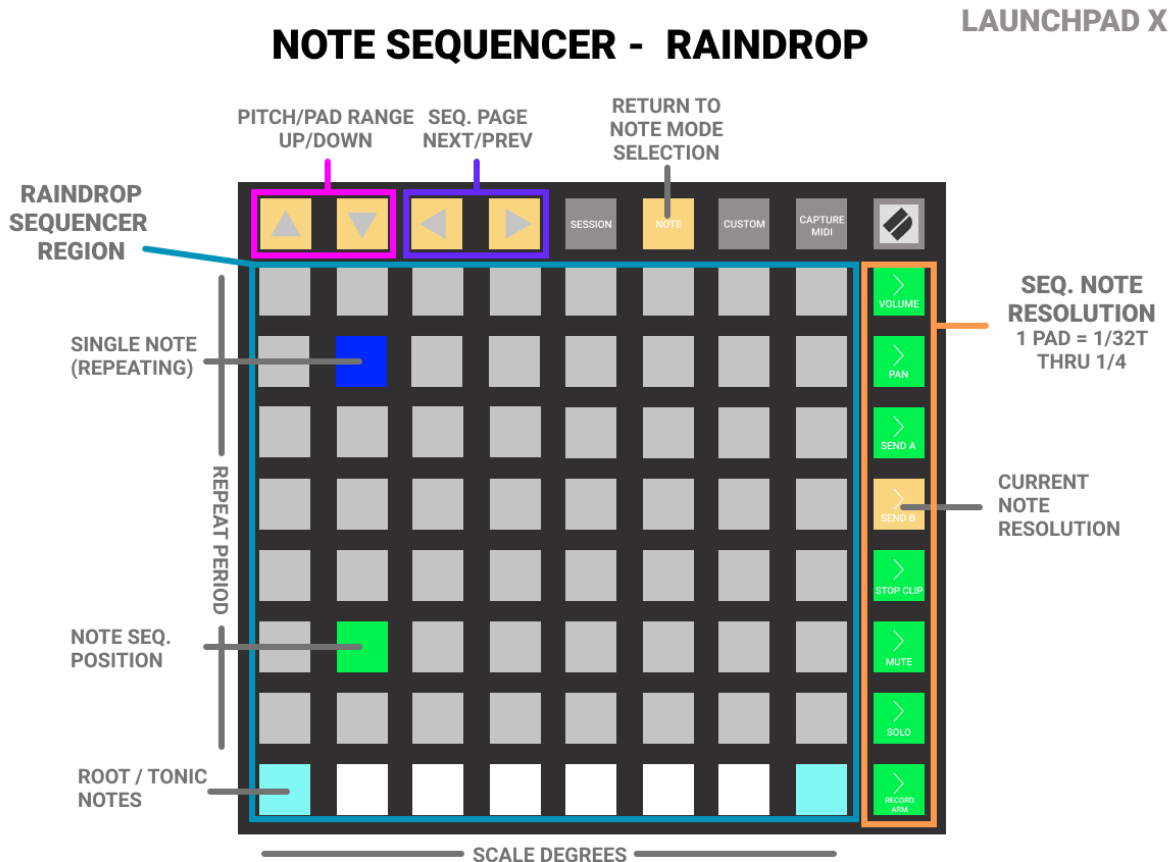 LAUNCHPAD X
NOTE SEQUENCER - RAINDROP
PITCH/PAD RANGE
UP/DOWN
SEQ. PAGE
NEXT/PREV
RETURN TO
NOTE MODE
SELECTION
RAINDROP
SEQUENCER
REGION
SESSION
NOTE
CUSTOM
CAPTURE
MIDI
VOLUME
SEQ. NOTE
RESOLUTION
1 PAD = 1/32T
THRU 1/4
SINGLE NOTE
(REPEATING)
PAN
SEND A
REPEAT PERIOD
SEND B
CURRENT
NOTE
RESOLUTION
STOP CLIP
NOTE SEQ.
POSITION
MUTE
SOLO
ROOT / TONIC
NOTES
RECORD
ARM
SCALE DEGREES